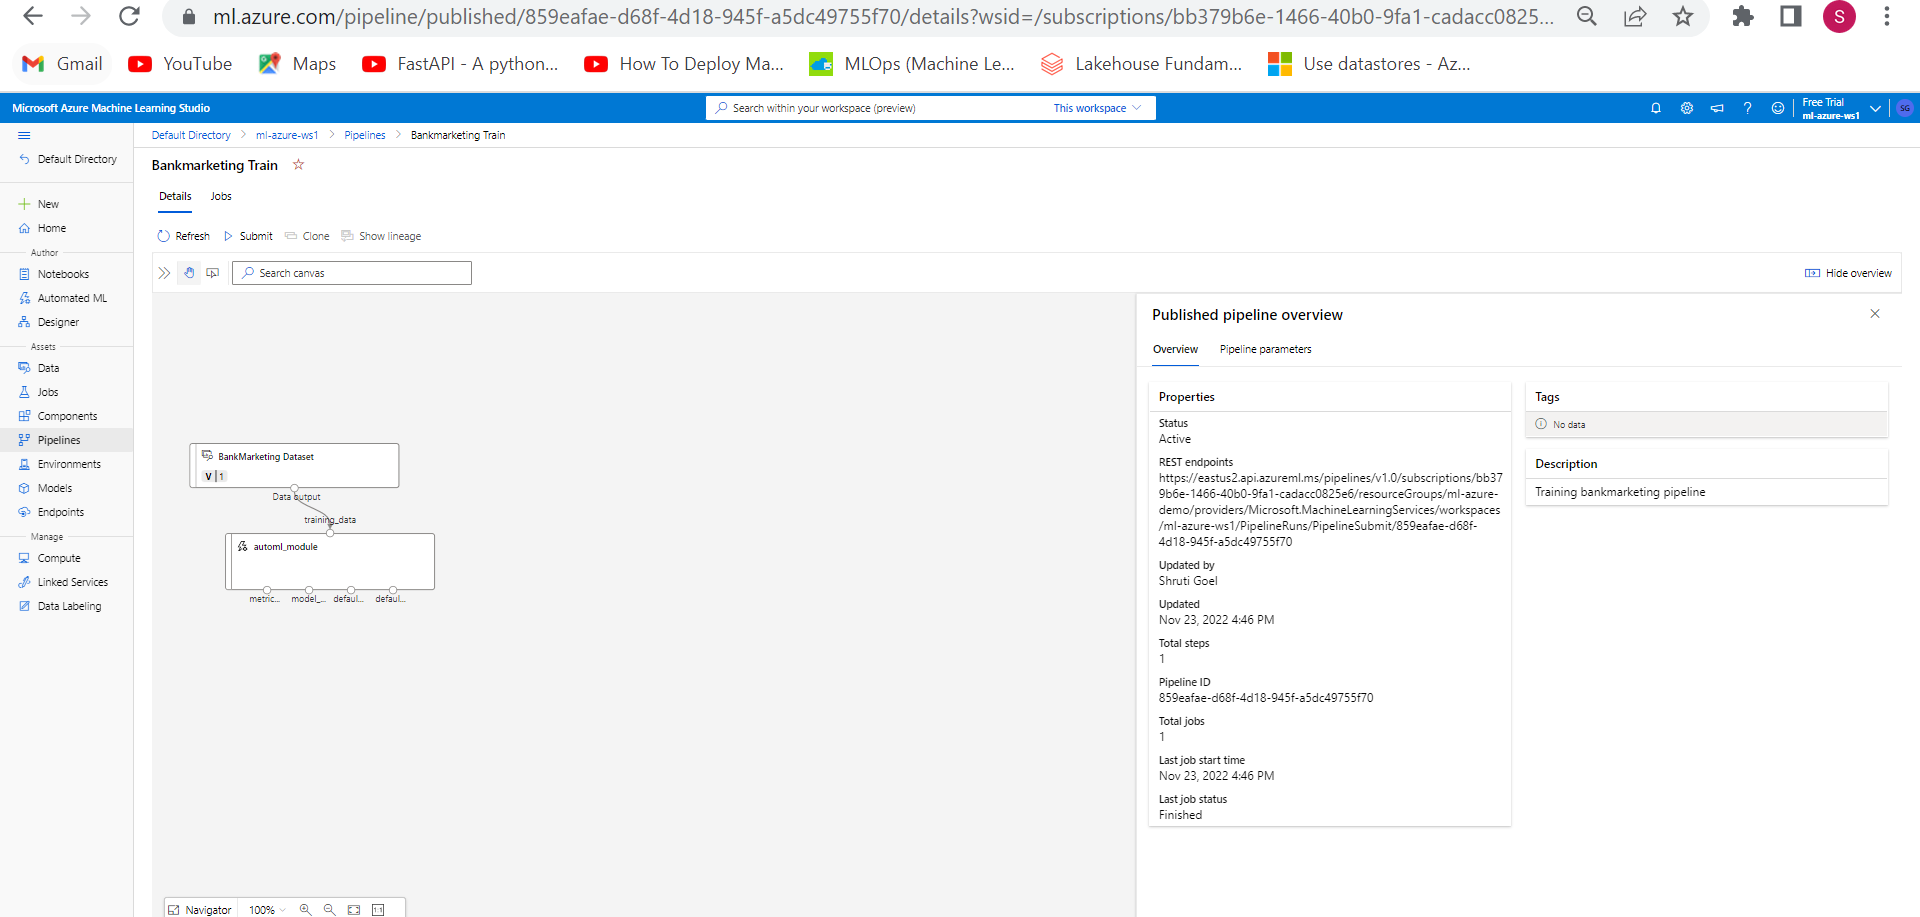 ml.azure.com/pipeline/published/859eafae-d68f-4d18-945f-a5dc49755f70/details?wsid=/subscriptions/bb379b6e-1466-40b0-9fa1-cadacc0825...
S
Gmail YouTube Maps FastAPI - A python... How To Deploy Ma... MLOps (Machine Le... Lakehouse Fundam... Use datastores - Az...
Microsoft Azure Machine Learning Studio
Search within your workspace (preview) This workspace
Free Trial
ml-azure-ws1
SG
Default Directory > ml-azure-ws1 > Pipelines > Bankmarketing Train
Default Directory
New
Home
Author
Notebooks
Automated ML
Designer
Assets
Data
Jobs
Components
Pipelines
Environments
Models
Endpoints
Manage
Compute
Linked Services
Data Labeling
Bankmarketing Train
Details Jobs
Refresh Submit Clone Show lineage
Search canvas
Hide overview
BankMarketing Dataset
V 1
Data output
training_data
automl_module
metric... model_... defaul... defaul...
Navigator 100%
1:1
Published pipeline overview
Overview Pipeline parameters
Properties
Status
Active
REST endpoints
https://eastus2.api.azureml.ms/pipelines/v1.0/subscriptions/bb37
9b6e-1466-40b0-9fa1-cadacc0825e6/resourceGroups/ml-azure-
demo/providers/Microsoft.MachineLearningServices/workspaces
/ml-azure-ws1/PipelineRuns/PipelineSubmit/859eafae-d68f-
4d18-945f-a5dc49755f70
Updated by
Shruti Goel
Updated
Nov 23, 2022 4:46 PM
Total steps
1
Pipeline ID
859eafae-d68f-4d18-945f-a5dc49755f70
Total jobs
1
Last job start time
Nov 23, 2022 4:46 PM
Last job status
Finished
Tags
No data
Description
Training bankmarketing pipeline